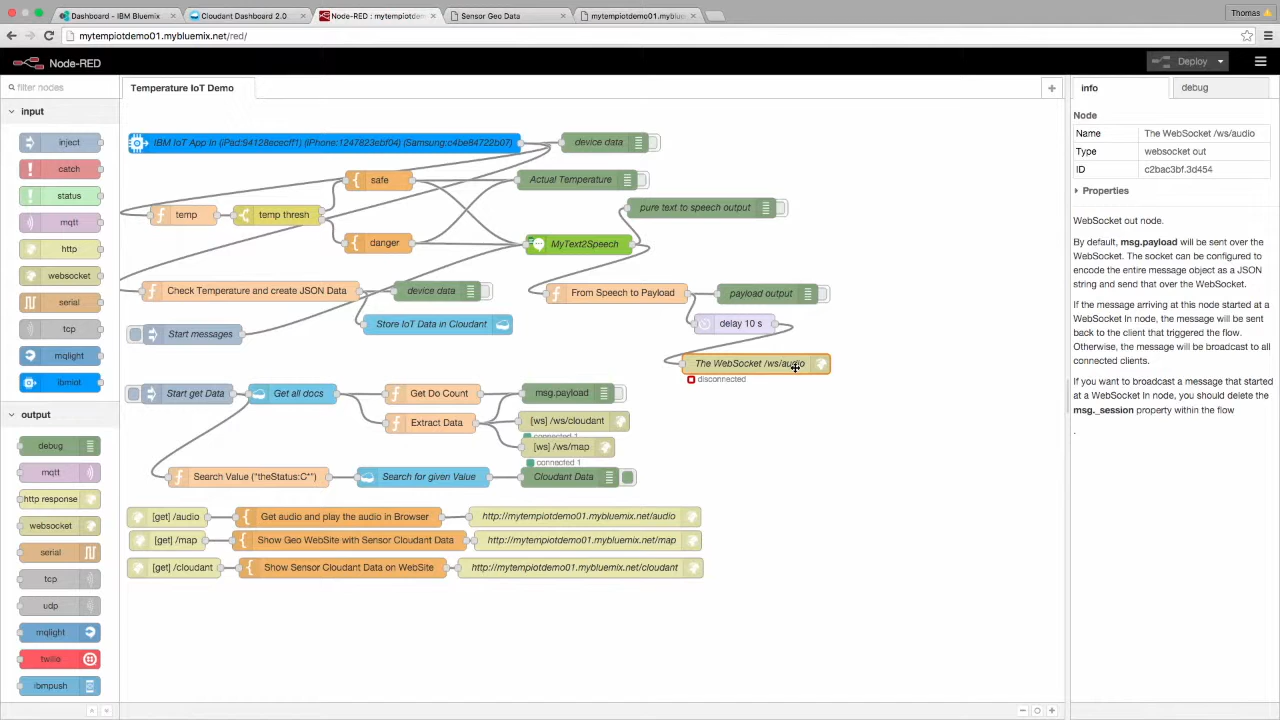 Dashboard - IBM Bluemix
Cloudant Dashboard 2.0
Node-RED : mytempiotdem
Sensor Geo Data
mytempiotdemo01.mybluemix
Thomas
mytempiotdemo01.mybluemix.net/red/
Node-RED
Deploy
filter nodes
Temperature IoT Demo
info
debug
input
inject
catch
status
mqtt
http
websocket
serial
tcp
mqlight
ibmiot
output
debug
mqtt
http response
websocket
serial
tcp
udp
mqlight
twilio
ibmpush
IBM IoT App In (iPad:94128ececff1) (iPhone:1247823ebf04) (Samsung:c4be84722b07)
device data
safe
Actual Temperature
temp
temp thresh
pure text to speech output
danger
MyText2Speech
Check Temperature and create JSON Data
device data
From Speech to Payload
payload output
Start messages
Store IoT Data in Cloudant
delay 10 s
The WebSocket /ws/audio
disconnected
Start get Data
Get all docs
Get Do Count
msg.payload
Extract Data
[ws] /ws/cloudant
connected 1
[ws] /ws/map
connected 1
Search Value ("theStatus:C*")
Search for given Value
Cloudant Data
[get] /audio
Get audio and play the audio in Browser
http://mytempiotdemo01.mybluemix.net/audio
[get] /map
Show Geo WebSite with Sensor Cloudant Data
http://mytempiotdemo01.mybluemix.net/map
[get] /cloudant
Show Sensor Cloudant Data on WebSite
http://mytempiotdemo01.mybluemix.net/cloudant
Node
Name The WebSocket /ws/audio
Type websocket out
ID c2bac3bf.3d454
Properties
WebSocket out node.
By default, msg.payload will be sent over the
WebSocket. The socket can be configured to
encode the entire message object as a JSON
string and send that over the WebSocket.
If the message arriving at this node started at a
WebSocket In node, the message will be sent
back to the client that triggered the flow.
Otherwise, the message will be broadcast to all
connected clients.
If you want to broadcast a message that started
at a WebSocket In node, you should delete the
msg._session property within the flow
.